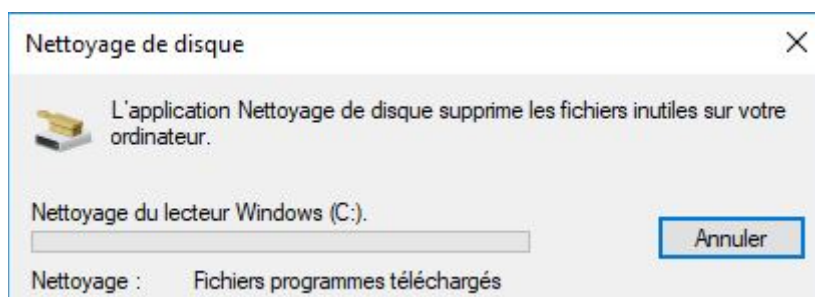 Nettoyage de disque
L'application Nettoyage de disque supprime les fichiers inutiles sur votre
ordinateur.
Nettoyage du lecteur Windows (C:).
Annuler
Nettoyage : Fichiers programmes téléchargés